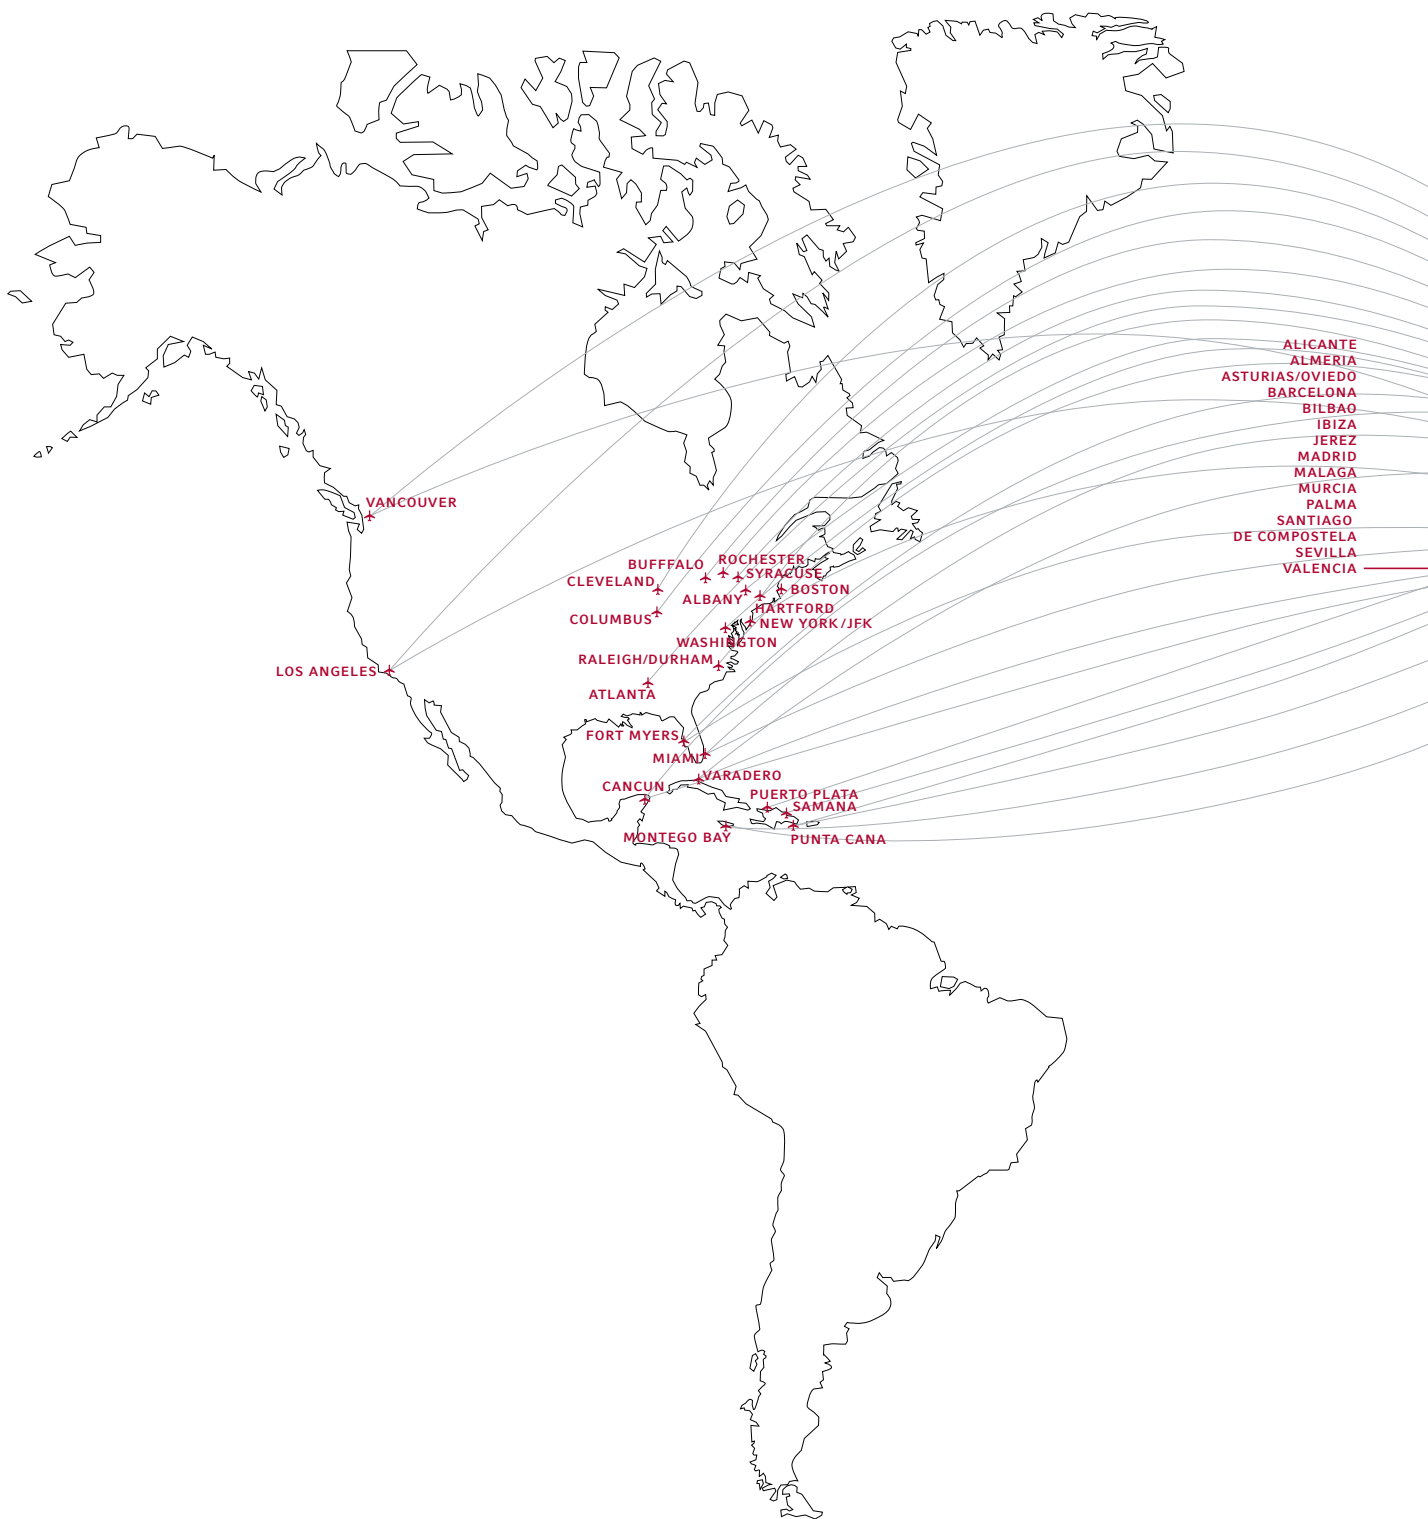 ALICANTE
ALMERIA
ASTURIAS/OVIEDO
BARCELONA
BILBAO
IBIZA
JEREZ
MADRID
MALAGA
MURCIA
PALMA
SANTIAGO
DE COMPOSTELA
SEVILLA
VALENCIA
VANCOUVER
ROCHESTER
BUFFFALO
SYRACUSE
CLEVELAND
BOSTON
ALBANY
HARTFORD
COLUMBUS
NEW YORK/JFK
WASHINGTON
RALEIGH/DURHAM
LOS ANGELES
ATLANTA
FORT MYERS
MIAMI
VARADERO
CANCUN
PUERTO PLATA
SAMANA
MONTEGO BAY
PUNTA CANA